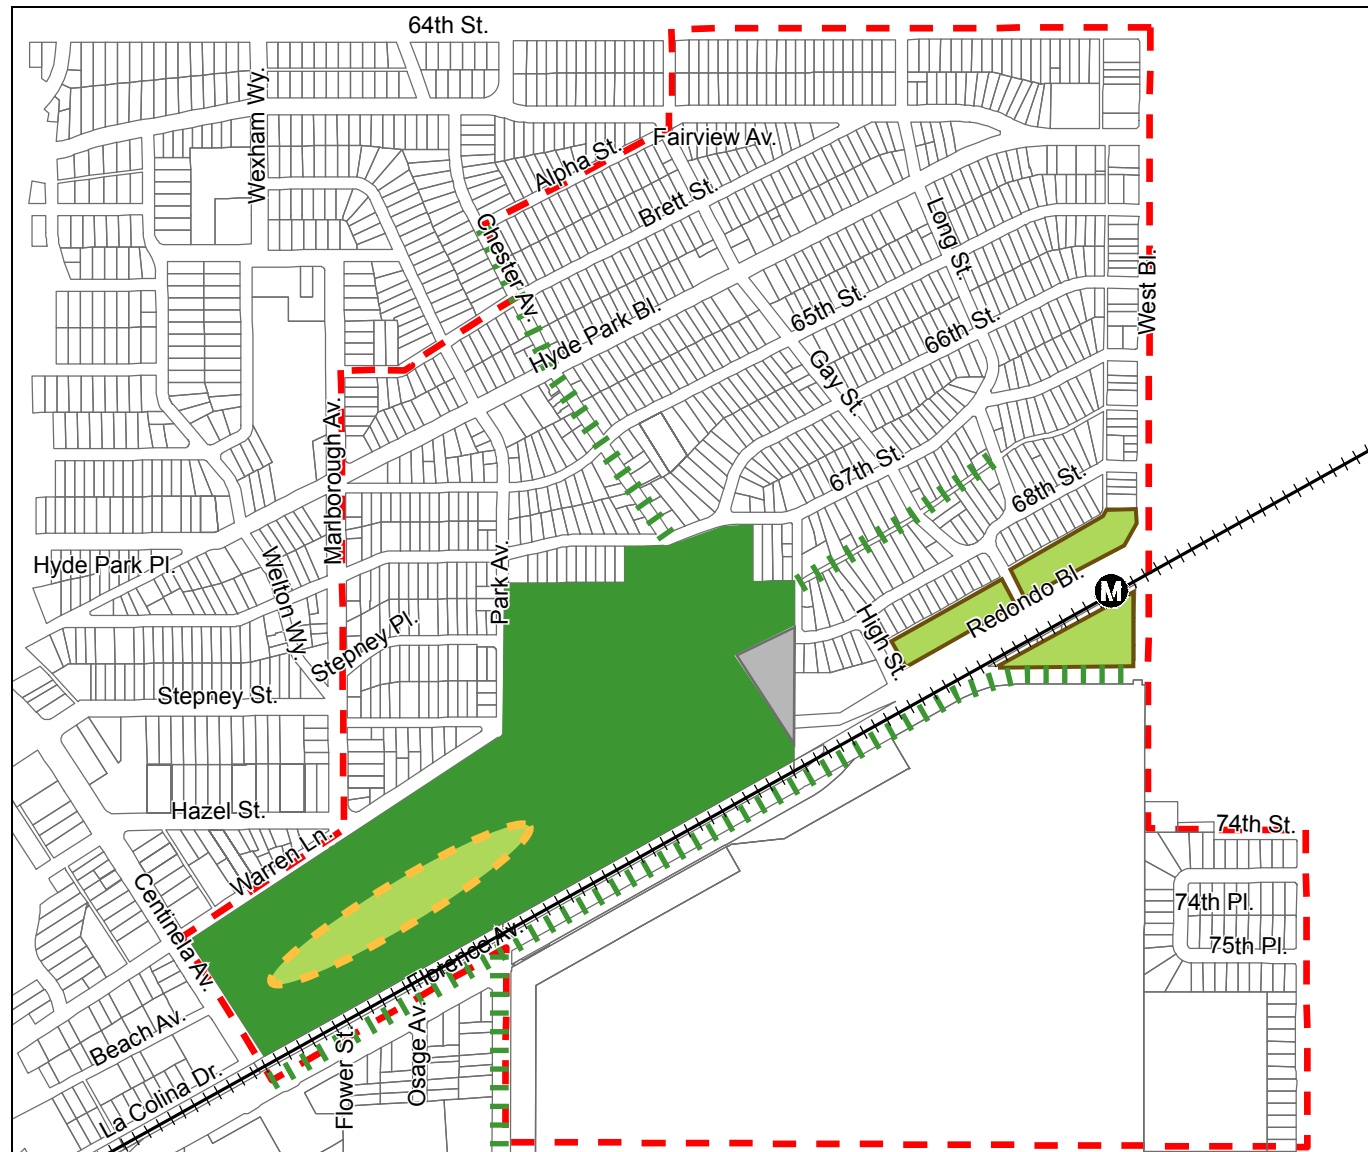 64th St.
Wexham Wy.
Fairview Av.
Alpha St.
Brett St.
Chester Av.
Long St.
West Bl.
65th St.
Hyde Park Bl.
66th St.
Gay St.
Marlborough Av.
67th St.
68th St.
Hyde Park Pl.
Welton Wy.
Park Av.
Redondo Bl.
M
Stepney Pl.
High St.
Stepney St.
Hazel St.
74th St.
Warren Ln.
Centinela Av.
74th Pl.
Florence Av.
75th Pl.
Beach Av.
Flower St.
Osage Av.
La Colina Dr.